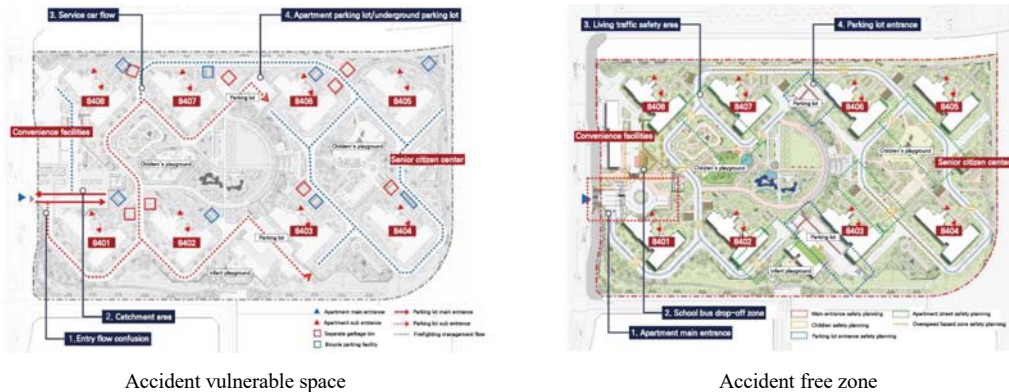 3. Service car flow
4. Apartment parking lot/underground parking lot
8408
8407
8406
8405
Parking lot
Convenience facilities
Children's playground
Children's playground
Senior citizen center
8401
8402
8403
8404
Parking lot
Infant playground
2. Catchment area
1. Entry flow confusion
Apartment main entrance
Apartment sub entrance
Separate garbage bin
Bicycle parking facility
Parking lot main entrance
Parking lot sub entrance
Firefighting management flow
Accident vulnerable space
3. Living traffic safety area
4. Parking lot entrance
8408
8407
8406
8405
Parking lot
Convenience facilities
Children's playground
Children's playground
Senior citizen center
8401
8402
8403
8404
Parking lot
Infant playground
2. School bus drop-off zone
1. Apartment main entrance
Main entrance safety planning
Children safety planning
Parking lot entrance safety planning
Apartment street safety planning
Overspeed hazard zone safety planning
Accident free zone